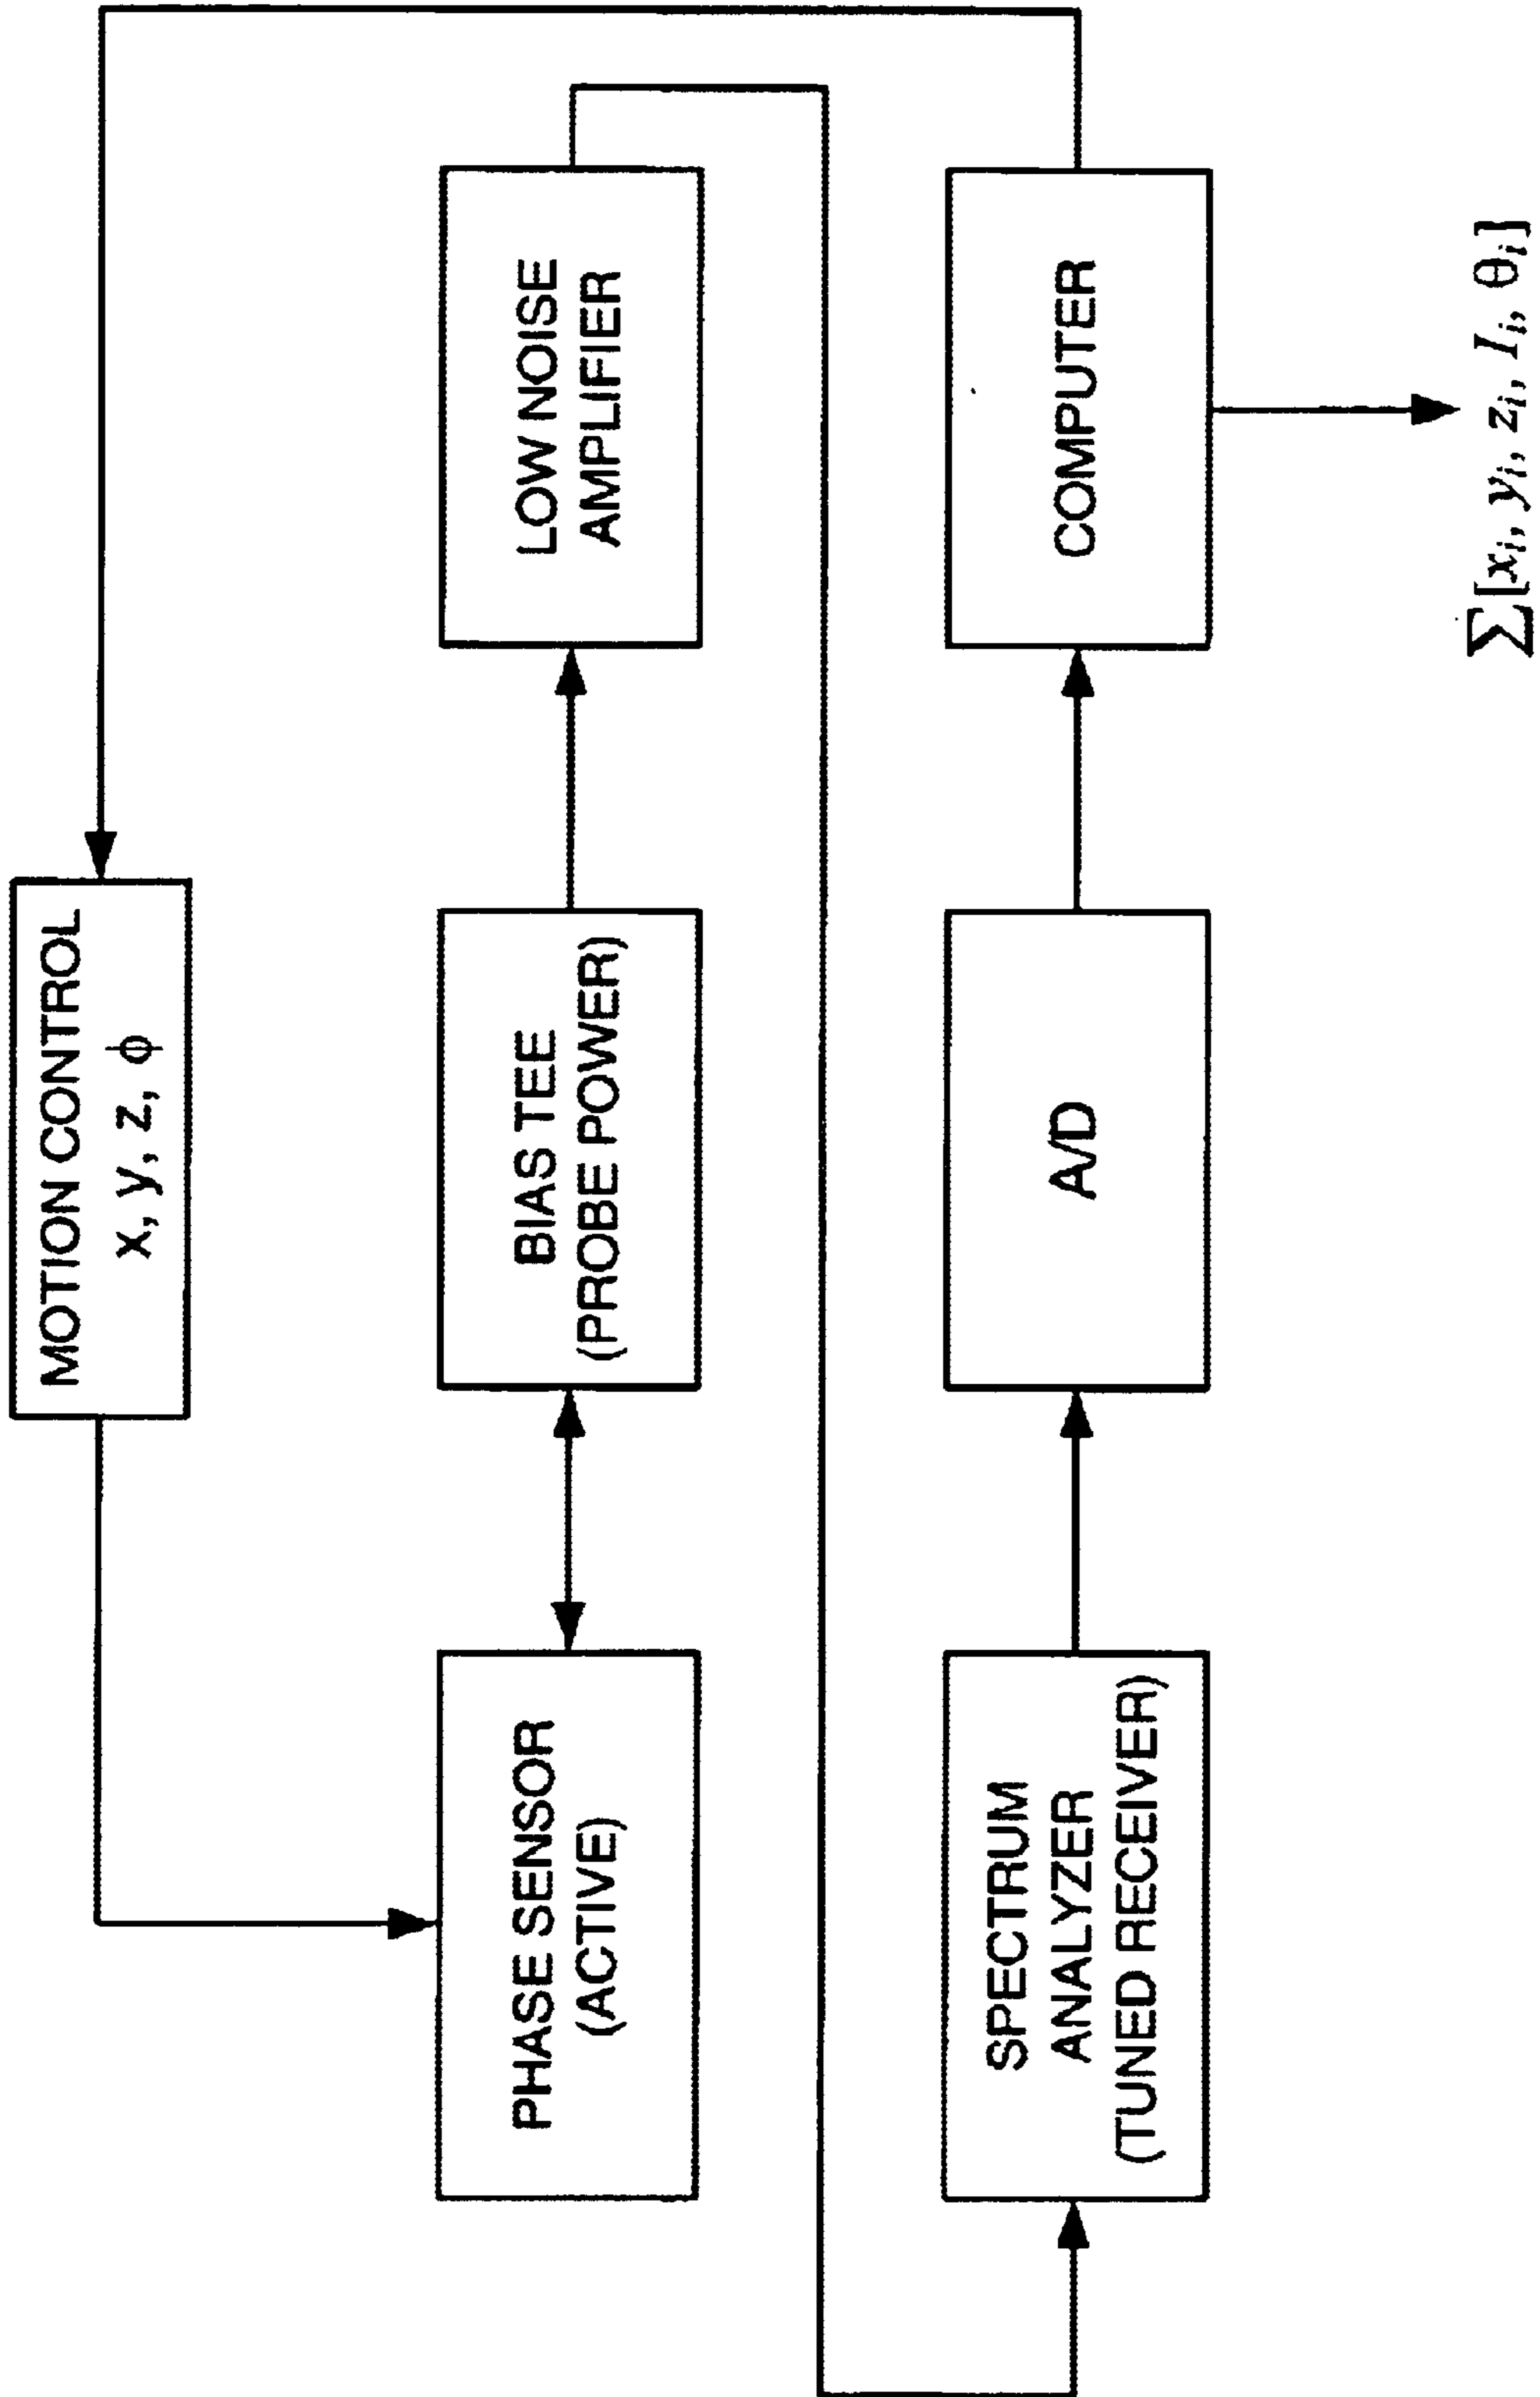 MOTION CONTROL
x, y, z, ϕ
PHASE SENSOR
(ACTIVE)
BIAS TEE
(PROBE POWER)
LOW NOISE
AMPLIFIER
SPECTRUM
ANALYZER
(TUNED RECEIVER)
A/D
COMPUTER
∑[xᵢ, yᵢ, zᵢ, Iᵢ, θᵢ]